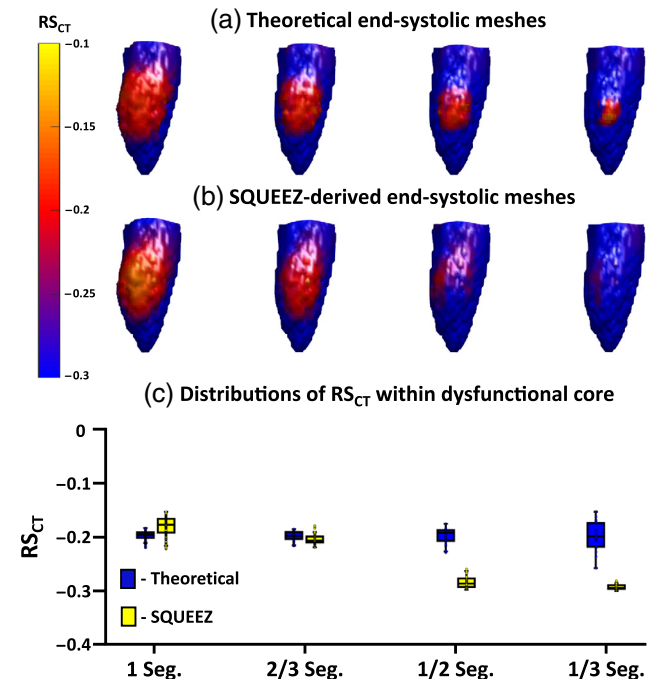 RSCT
(a) Theoretical end-systolic meshes
−0.1
−0.15
−0.2
−0.25
−0.3
(b) SQUEEZ-derived end-systolic meshes
(c) Distributions of RSCT within dysfunctional core
RSCT
0
−0.1
−0.2
−0.3
−0.4
- Theoretical
- SQUEEZ
1 Seg.
2/3 Seg.
1/2 Seg.
1/3 Seg.